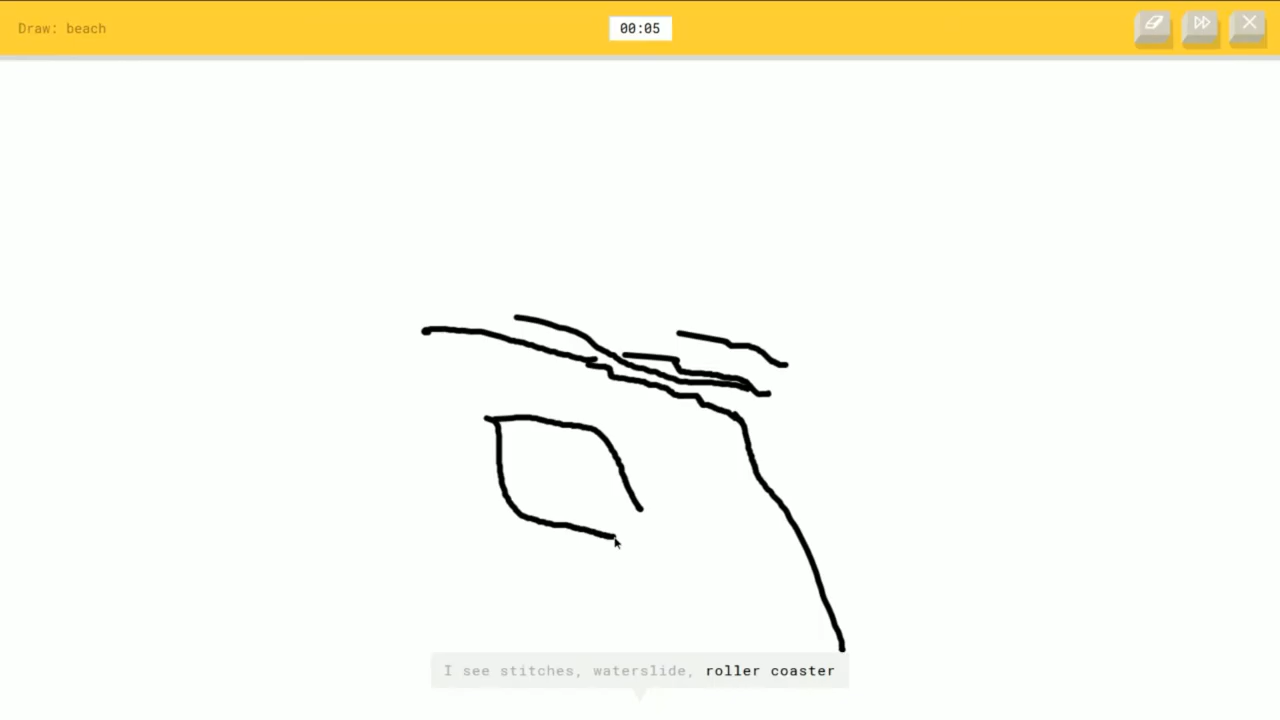 Draw: beach
00:05
I see stitches, waterslide, roller coaster